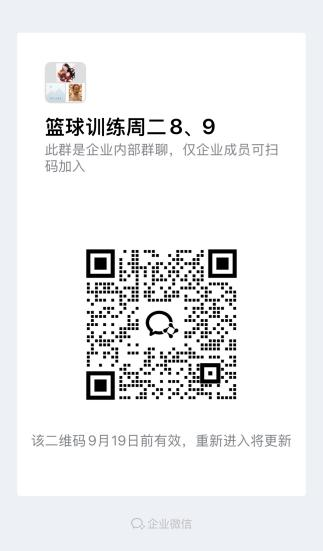 篮球训练周二8、9
此群是企业内部群聊，仅企业成员可扫
码加入
该二维码9月19日前有效，重新进入将更新
企业微信